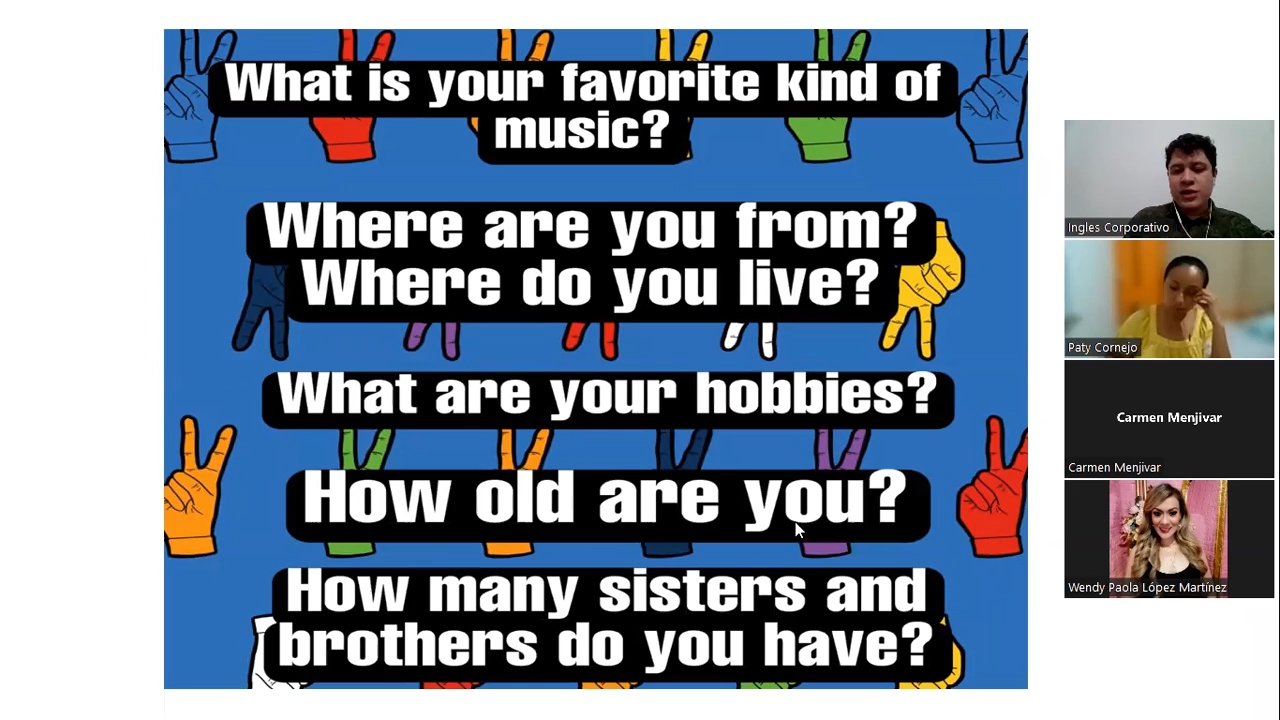 What is your favorite kind of
music?
Where are you from?
Where do you live?
What are your hobbies?
How old are you?
How many sisters and
brothers do you have?
Ingles Corporativo
Paty Cornejo
Carmen Menjivar
Carmen Menjivar
Wendy Paola López Martínez